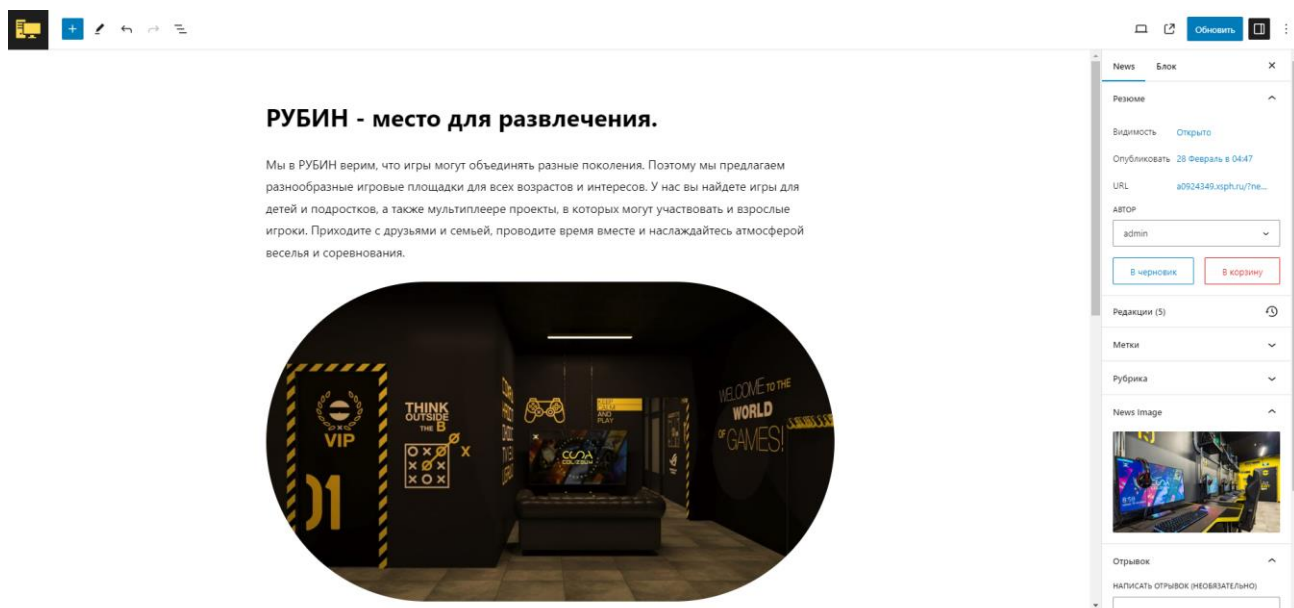 Обновить
News Блок
Резюме
Видимость Открыто
Опубликовать 28 Февраль в 04:47
URL a0924349.xsph.ru/?ne...
АВТОР
admin
В черновик В корзину
Редакции (5)
Метки
Рубрика
News Image
Отрывок
НАПИСАТЬ ОТРЫВОК (НЕОБЯЗАТЕЛЬНО)
РУБИН - место для развлечения.
Мы в РУБИН верим, что игры могут объединять разные поколения. Поэтому мы предлагаем
разнообразные игровые площадки для всех возрастов и интересов. У нас вы найдете игры для
детей и подростков, а также мультиплеере проекты, в которых могут участвовать и взрослые
игроки. Приходите с друзьями и семьей, проводите время вместе и наслаждайтесь атмосферой
веселья и соревнования.
VIP
01
THINK
OUTSIDE
THE B
CALM
AND
PLAY
WELCOME TO THE
WORLD
OF GAMES!